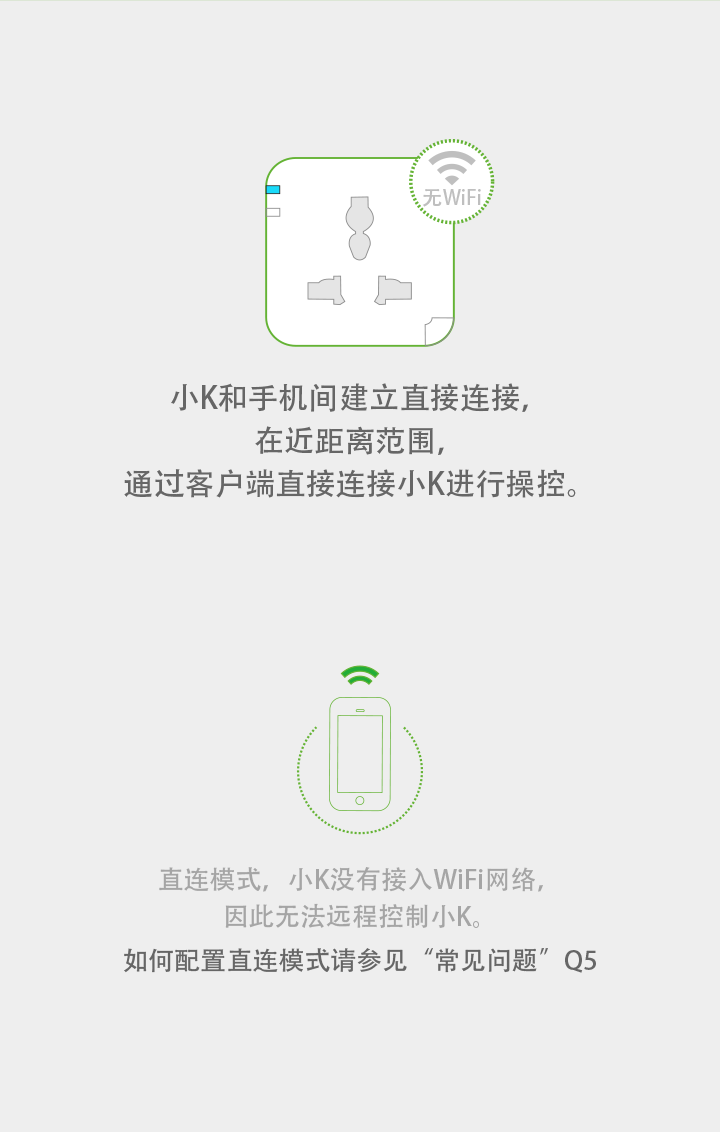 无WiFi
小K和手机间建立直接连接,
在近距离范围,
通过客户端直接连接小K进行操控。
直连模式, 小K没有接入WiFi网络,
因此无法远程控制小K。
如何配置直连模式请参见“常见问题”Q5